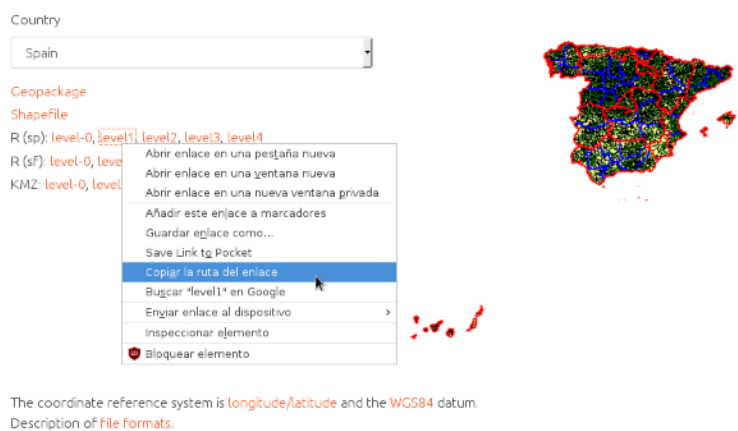 Country
Spain
Geopackage
Shapefile
R (sp): level-0, level1, level2, level3, level4
R (sf): level-0, leve
KMZ: level-0, level
Abrir enlace en una pestaña nueva
Abrir enlace en una ventana nueva
Abrir enlace en una nueva ventana privada
Añadir este enlace a marcadores
Guardar enlace como...
Save Link to Pocket
Copiar la ruta del enlace
Buscar "level1" en Google
Enviar enlace al dispositivo
Inspeccionar elemento
Bloquear elemento
The coordinate reference system is longitude/latitude and the WGS84 datum.
Description of file formats.